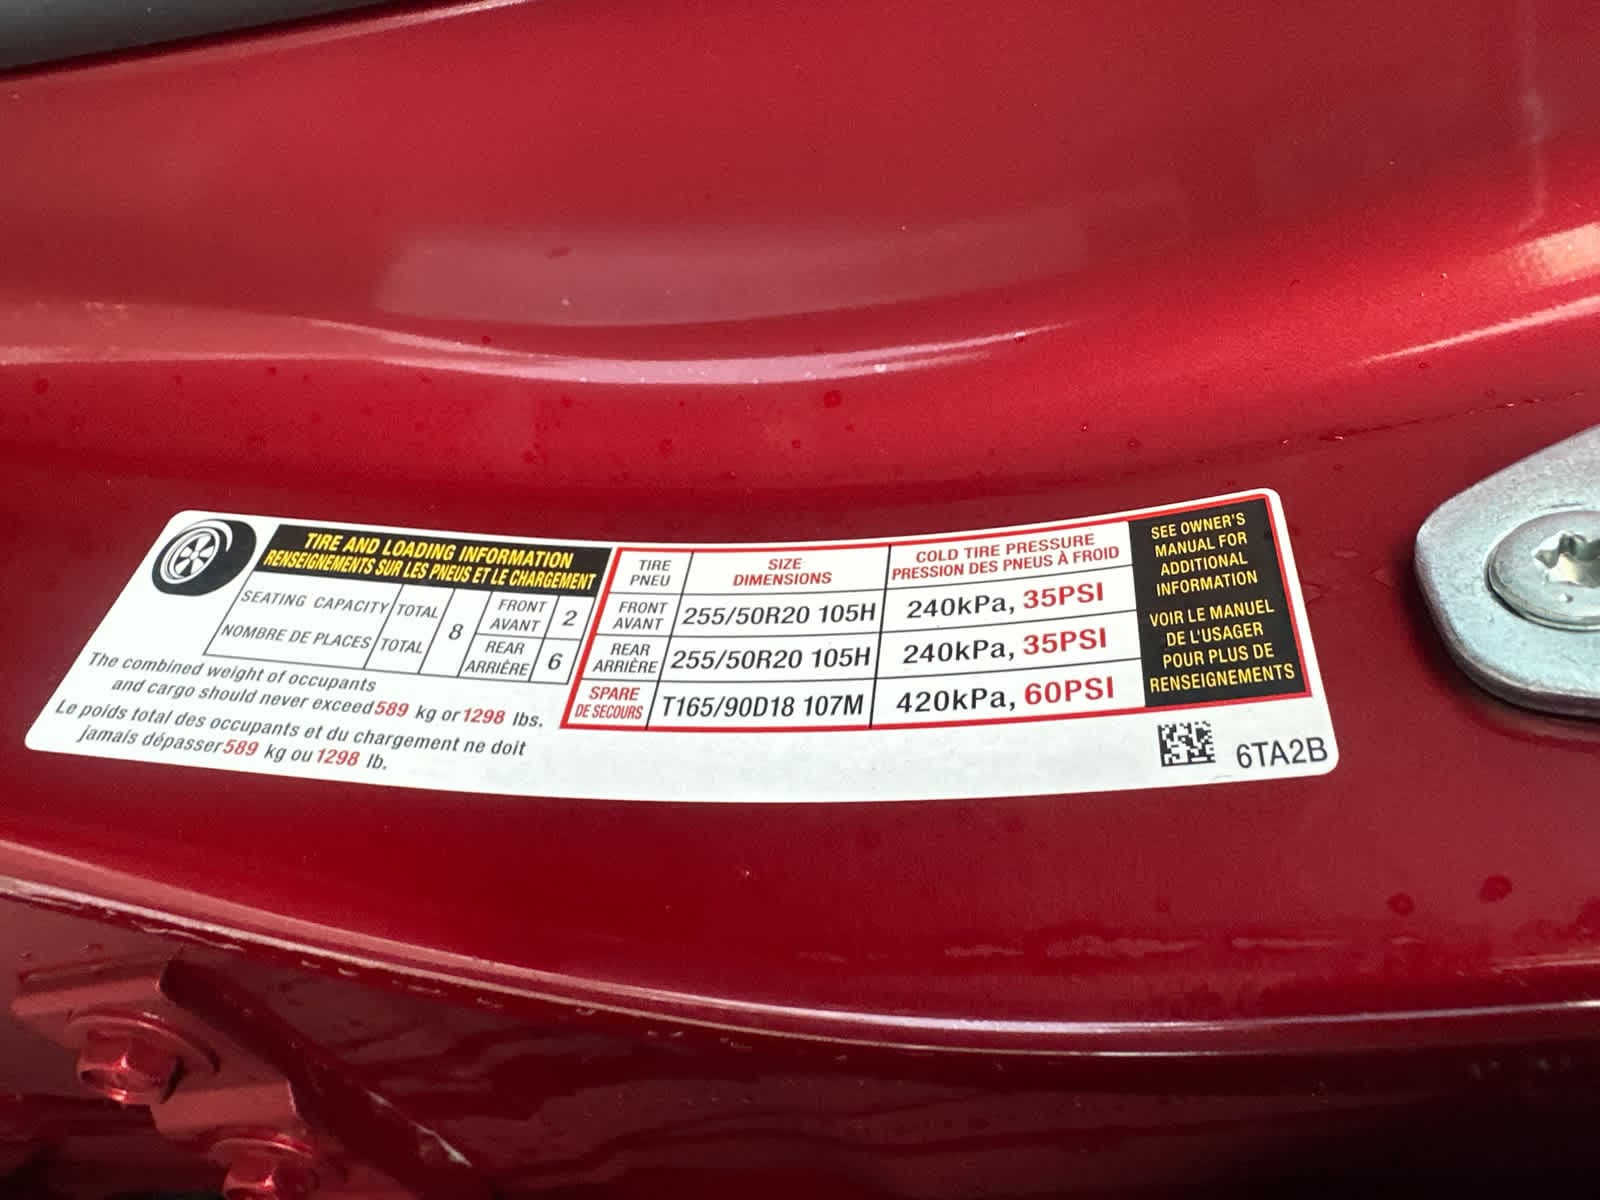 TIRE AND LOADING INFORMATION
RENSEIGNEMENTS SUR LES PNEUS ET LE CHARGEMENT
SEATING CAPACITY TOTAL
NOMBRE DE PLACES TOTAL
8
FRONT
AVANT
2
REAR
ARRIÈRE
6
The combined weight of occupants
and cargo should never exceed 589 kg or 1298 lbs.
Le poids total des occupants et du chargement ne doit
jamais dépasser 589 kg ou 1298 lb.
TIRE
PNEU
SIZE
DIMENSIONS
COLD TIRE PRESSURE
PRESSION DES PNEUS À FROID
FRONT
AVANT
255/50R20 105H
240kPa, 35PSI
REAR
ARRIÈRE
255/50R20 105H
240kPa, 35PSI
SPARE
DE SECOURS
T165/90D18 107M
420kPa, 60PSI
SEE OWNER'S
MANUAL FOR
ADDITIONAL
INFORMATION
VOIR LE MANUEL
DE L'USAGER
POUR PLUS DE
RENSEIGNEMENTS
6TA2B